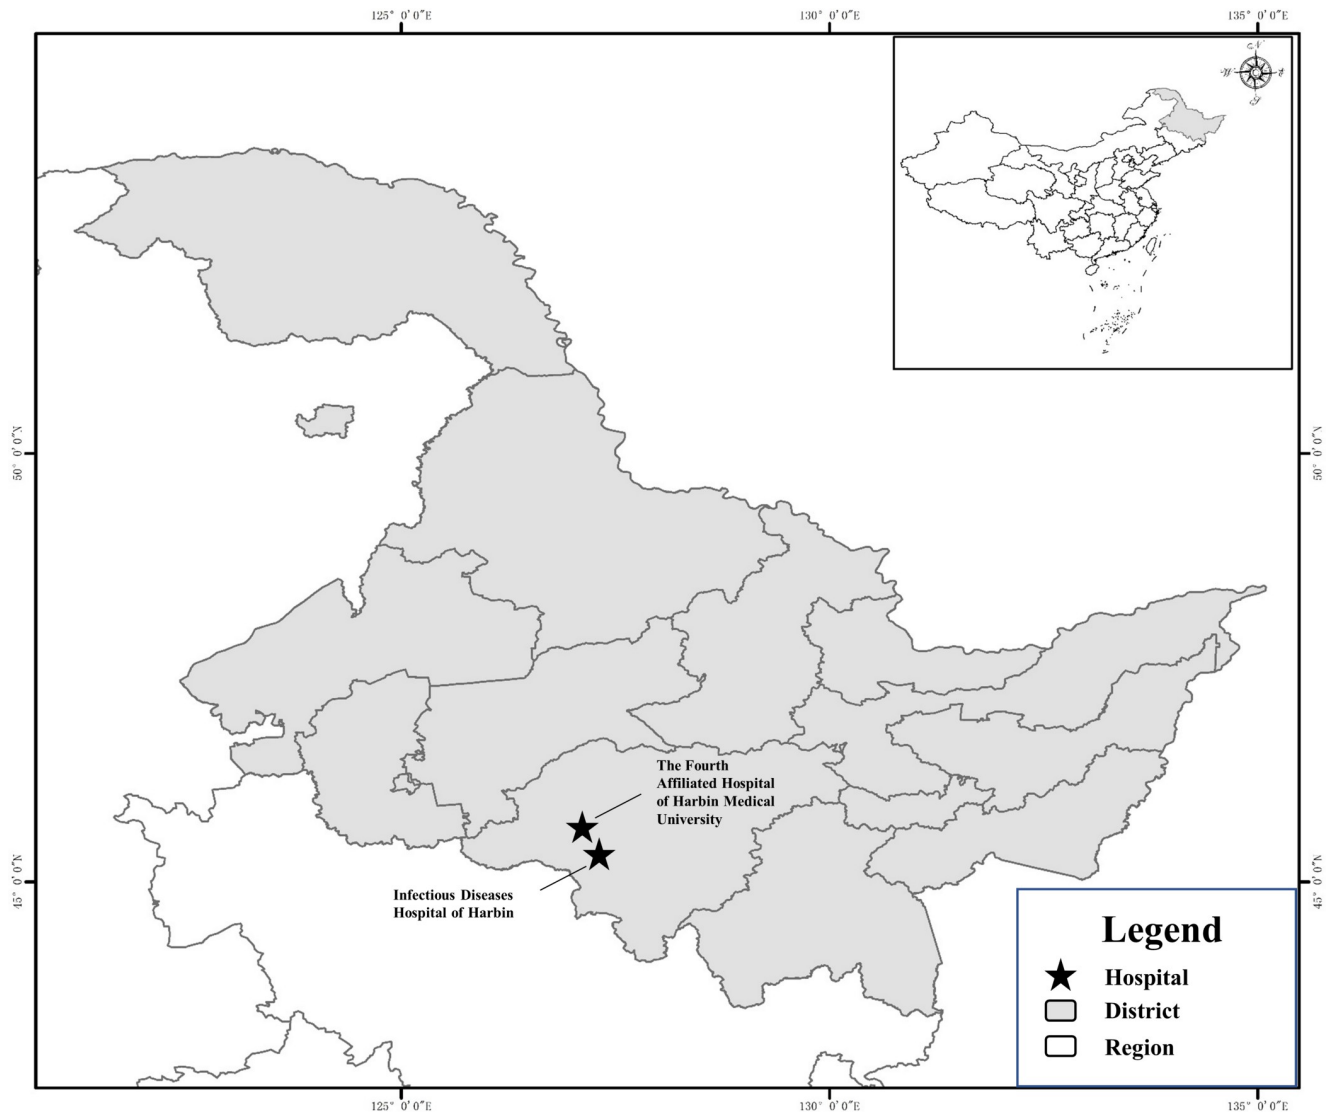 125° 0′0″E
130° 0′0″E
135° 0′0″E
N
W
E
S
50° 0′0″N
50° 0′0″N
The Fourth
Affiliated Hospital
of Harbin Medical
University
Infectious Diseases
Hospital of Harbin
45° 0′0″N
45° 0′0″N
Legend
Hospital
District
Region
125° 0′0″E
130° 0′0″E
135° 0′0″E